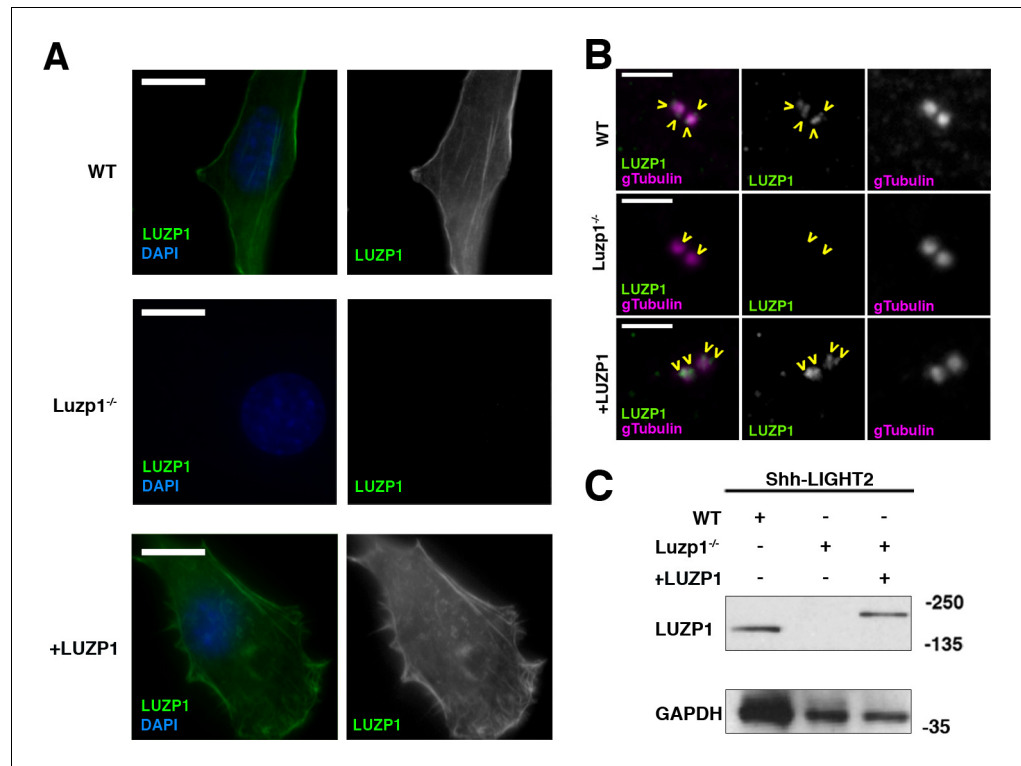 A
WT
LUZP1
DAPI
LUZP1
Luzp1-/-
LUZP1
DAPI
LUZP1
+LUZP1
LUZP1
DAPI
LUZP1
B
WT
LUZP1
gTubulin
LUZP1
gTubulin
Luzp1-/-
LUZP1
gTubulin
LUZP1
gTubulin
+LUZP1
LUZP1
gTubulin
LUZP1
gTubulin
C
Shh-LIGHT2
WT + - -
Luzp1-/- - + +
+LUZP1 - - +
LUZP1
-250
-135
GAPDH
-35